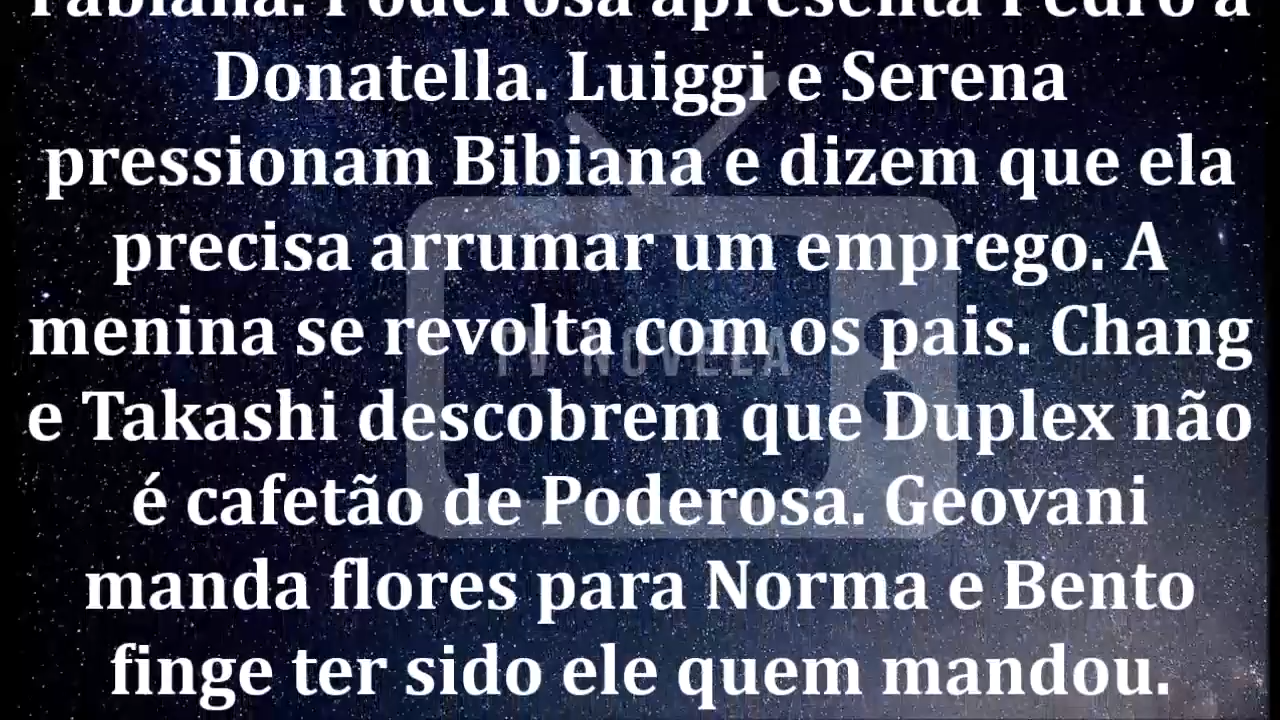 Fabiana. Poderosa apresenta Pedro a
Donatella. Luiggi e Serena
pressionam Bibiana e dizem que ela
precisa arrumar um emprego. A
menina se revolta com os pais. Chang
e Takashi descobrem que Duplex não
é cafetão de Poderosa. Geovani
manda flores para Norma e Bento
finge ter sido ele quem mandou.
TV NOVELA